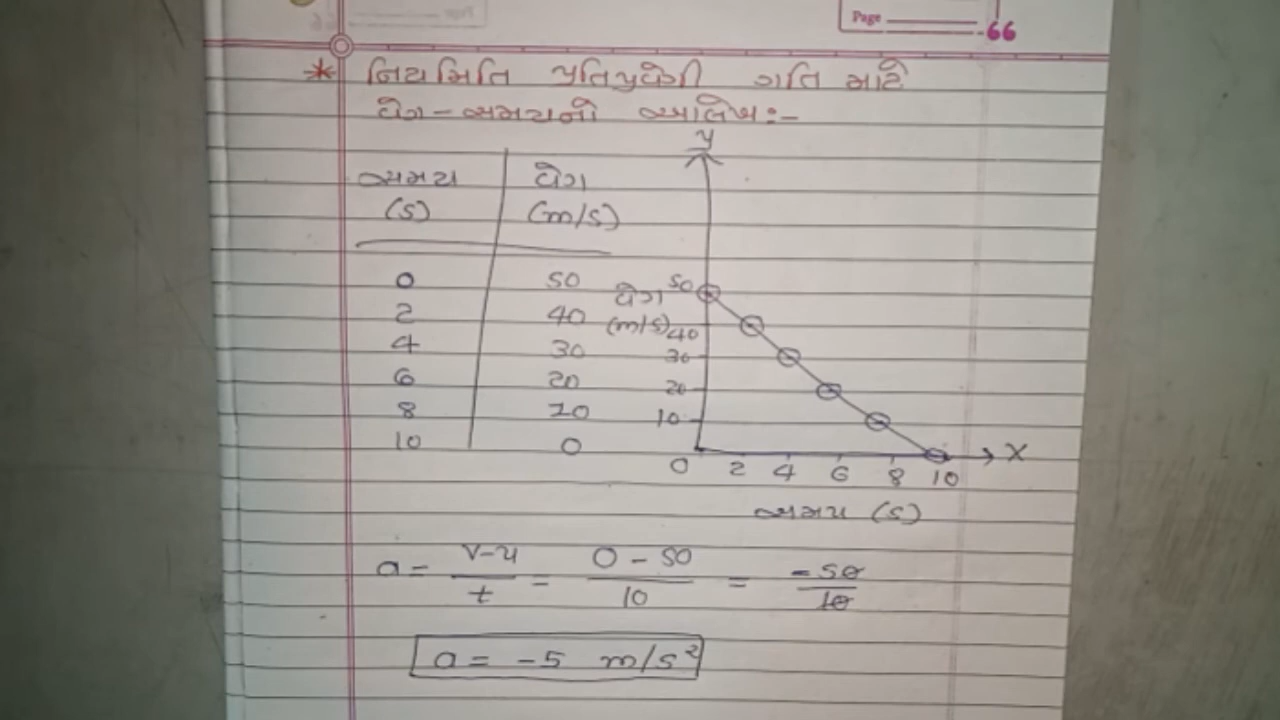 Page 66
* નિયમિતિ પ્રતિપ્રવેગી ગતિ માટે
વેગ - સમયનો આલેખ :-
સમય વેગ
(s) (m/s)
0 50
2 40
4 30
6 20
8 10
10 0
y
વેગ
(m/s)
50
40
30
20
10
0 2 4 6 8 10 X
સમય (s)
a = v-u/t = 0 - 50/10 = -50/10
a = -5 m/s²